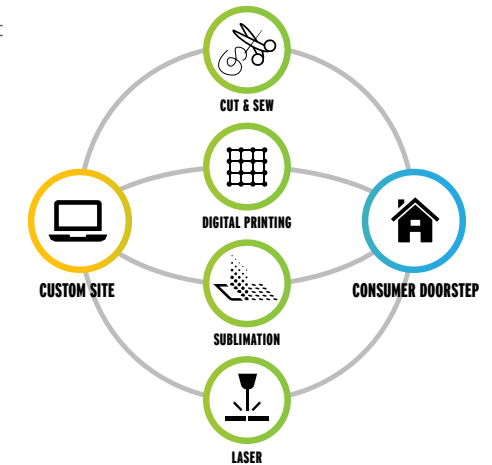 CUT & SEW
DIGITAL PRINTING
CUSTOM SITE
CONSUMER DOORSTEP
SUBLIMATION
LASER